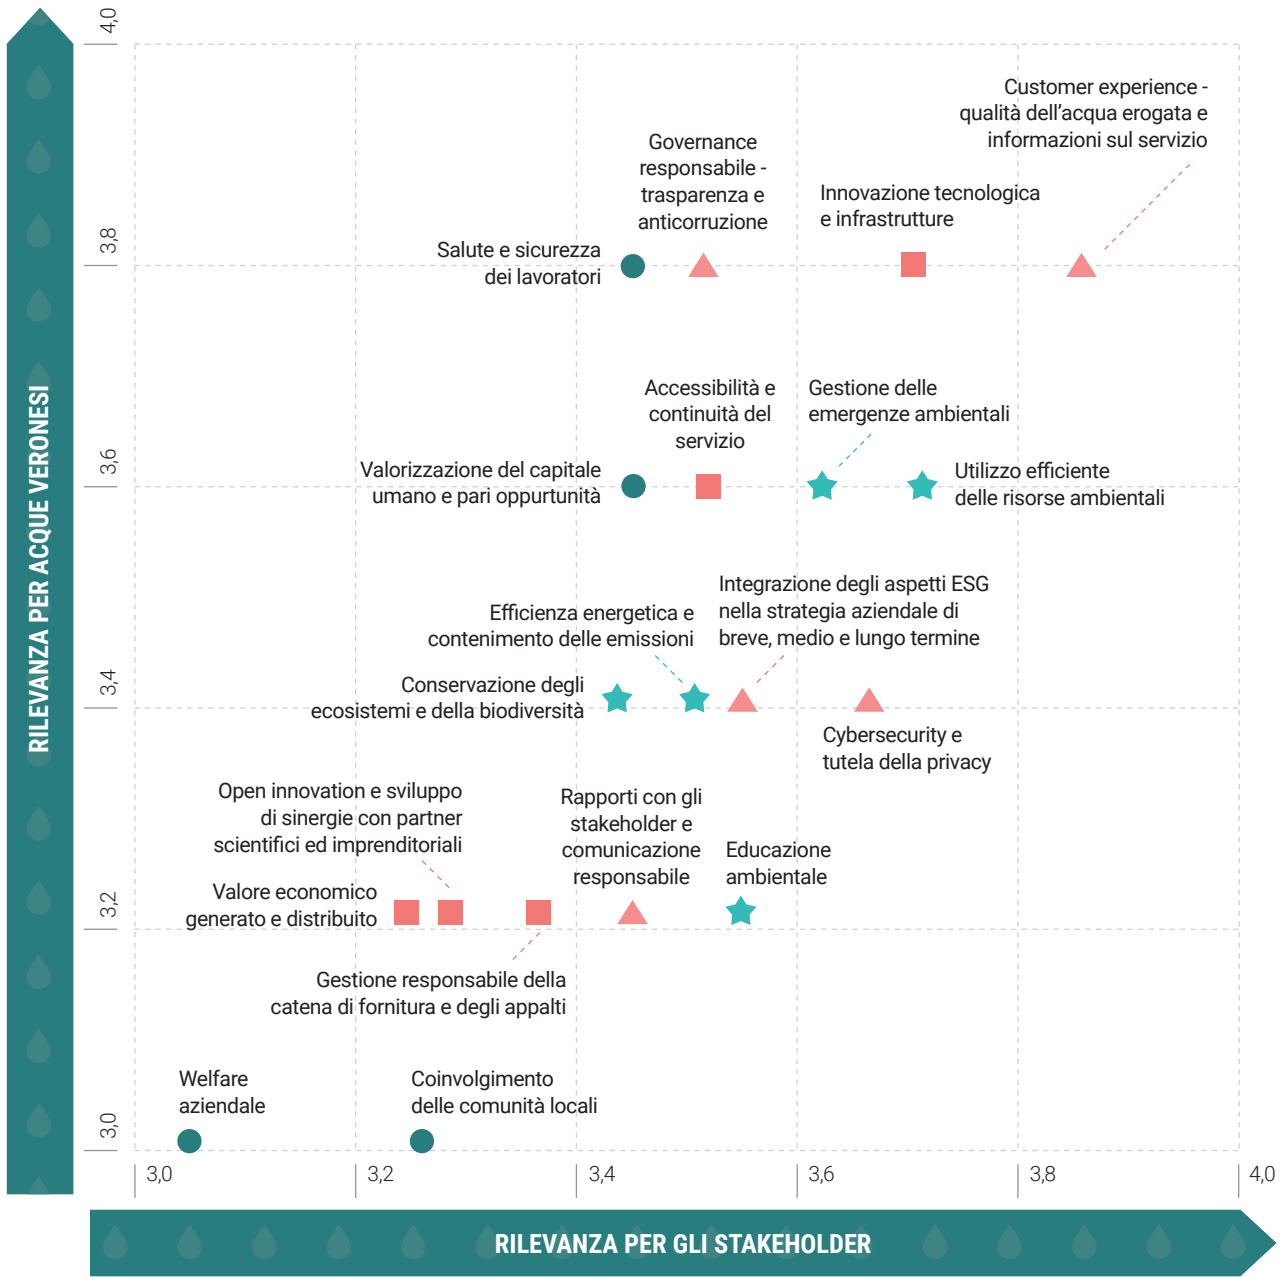 4,0
Customer experience -
qualità dell'acqua erogata e
informazioni sul servizio
Governance
responsabile -
trasparenza e
anticorruzione
Innovazione tecnologica
e infrastrutture
3,8
Salute e sicurezza
dei lavoratori
Accessibilità e
continuità del
servizio
Gestione delle
emergenze ambientali
3,6
Valorizzazione del capitale
umano e pari oppurtunità
Utilizzo efficiente
delle risorse ambientali
RILEVANZA PER ACQUE VERONESI
Integrazione degli aspetti ESG
nella strategia aziendale di
breve, medio e lungo termine
Efficienza energetica e
contenimento delle emissioni
3,4
Conservazione degli
ecosistemi e della biodiversità
Cybersecurity e
tutela della privacy
Open innovation e sviluppo
di sinergie con partner
scientifici ed imprenditoriali
Rapporti con gli
stakeholder e
comunicazione
responsabile
Educazione
ambientale
3,2
Valore economico
generato e distribuito
Gestione responsabile della
catena di fornitura e degli appalti
Welfare
aziendale
Coinvolgimento
delle comunità locali
3,0
3,0
3,2
3,4
3,6
3,8
4,0
RILEVANZA PER GLI STAKEHOLDER